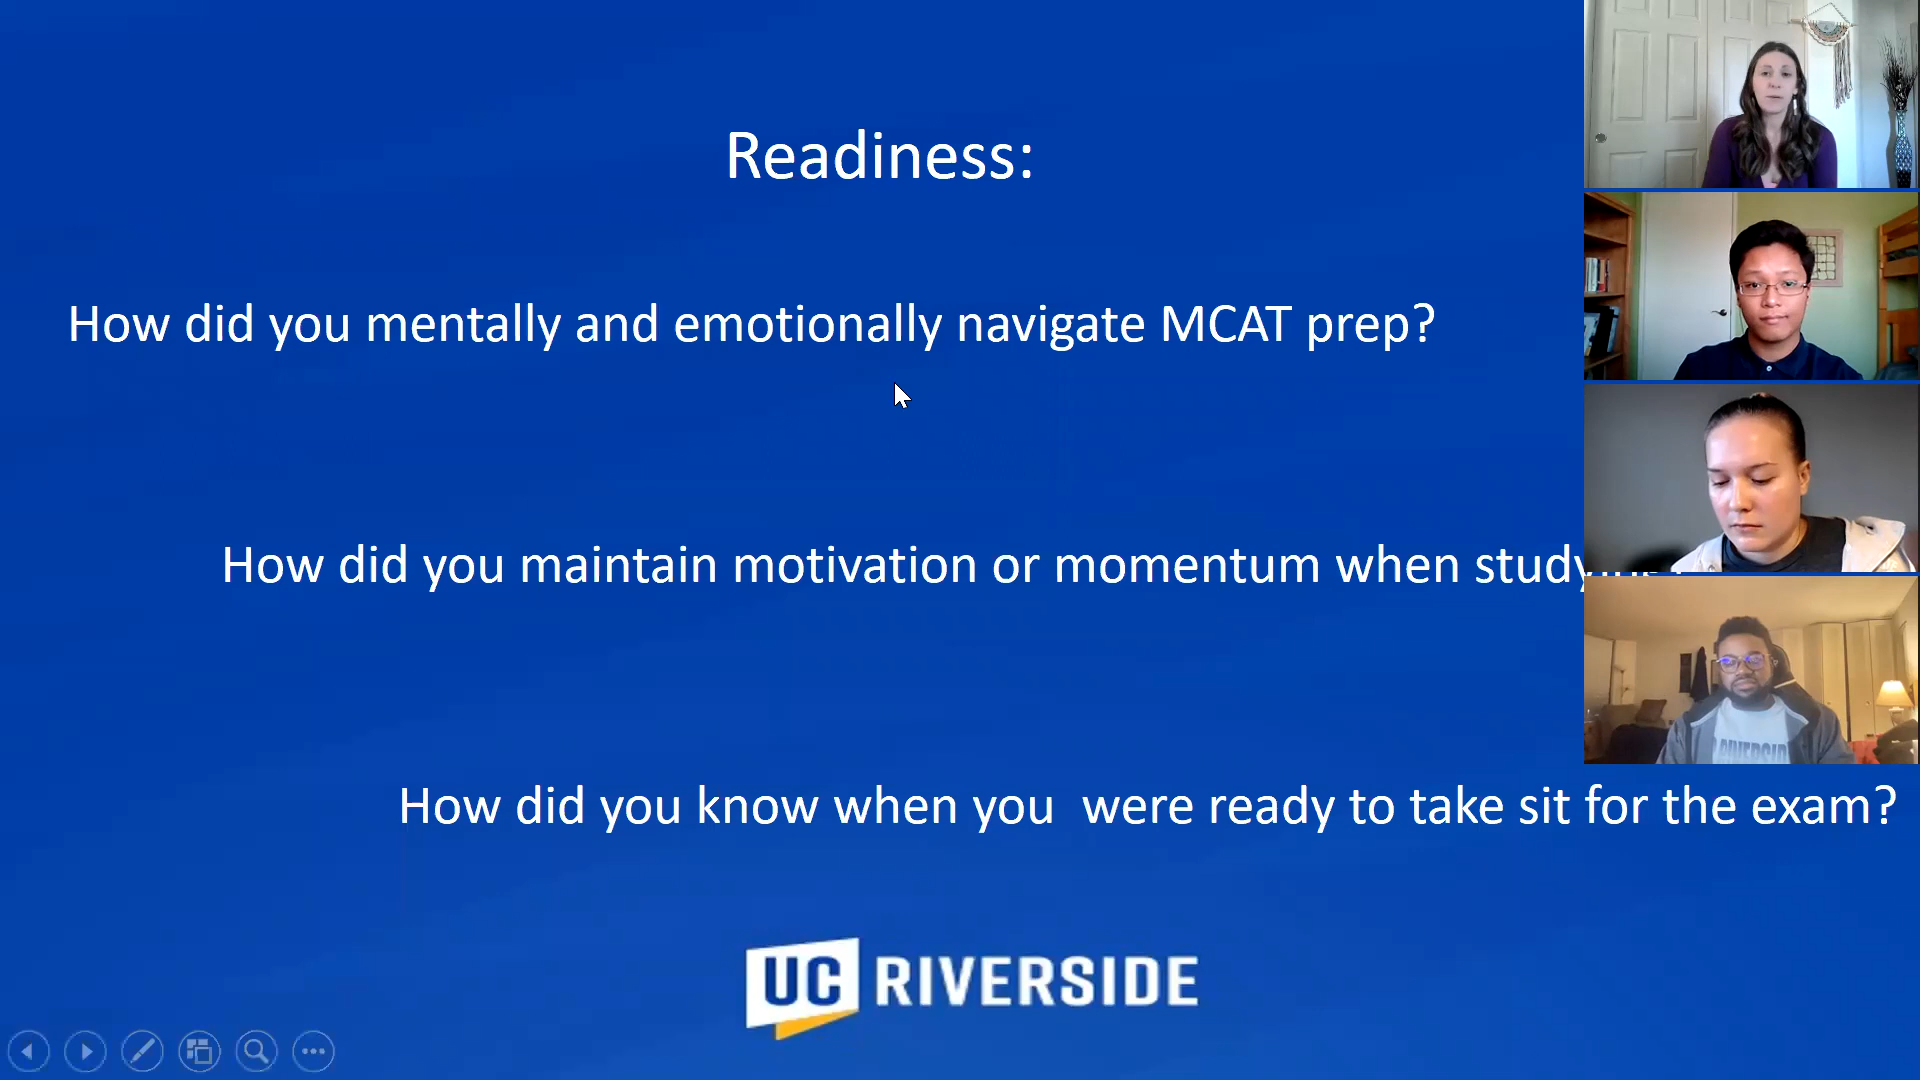 Readiness:
How did you mentally and emotionally navigate MCAT prep?
How did you maintain motivation or momentum when
How did you know when you  were ready to take sit for the exam?
UC RIVERSIDE
RIVERSIDE